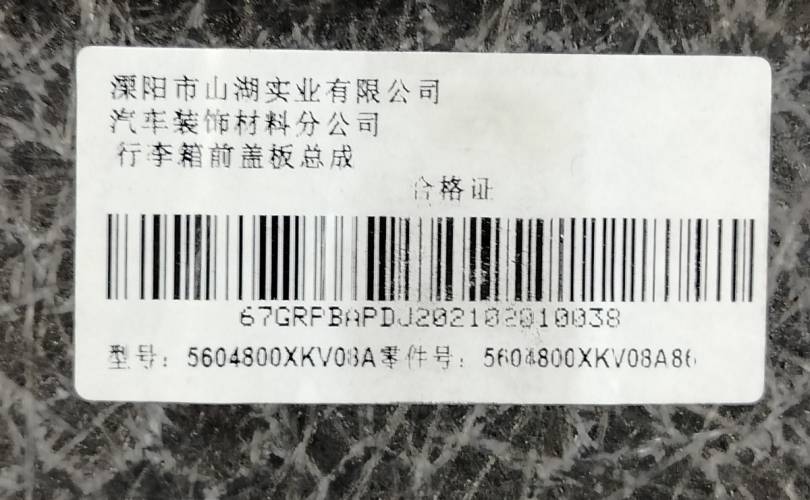 溧阳市山湖实业有限公司
汽车装饰材料分公司
行李箱前盖板总成
合格证
67GRPBAPDJ202102010038
型号：5604800XKV08A零件号：5604800XKV08A86